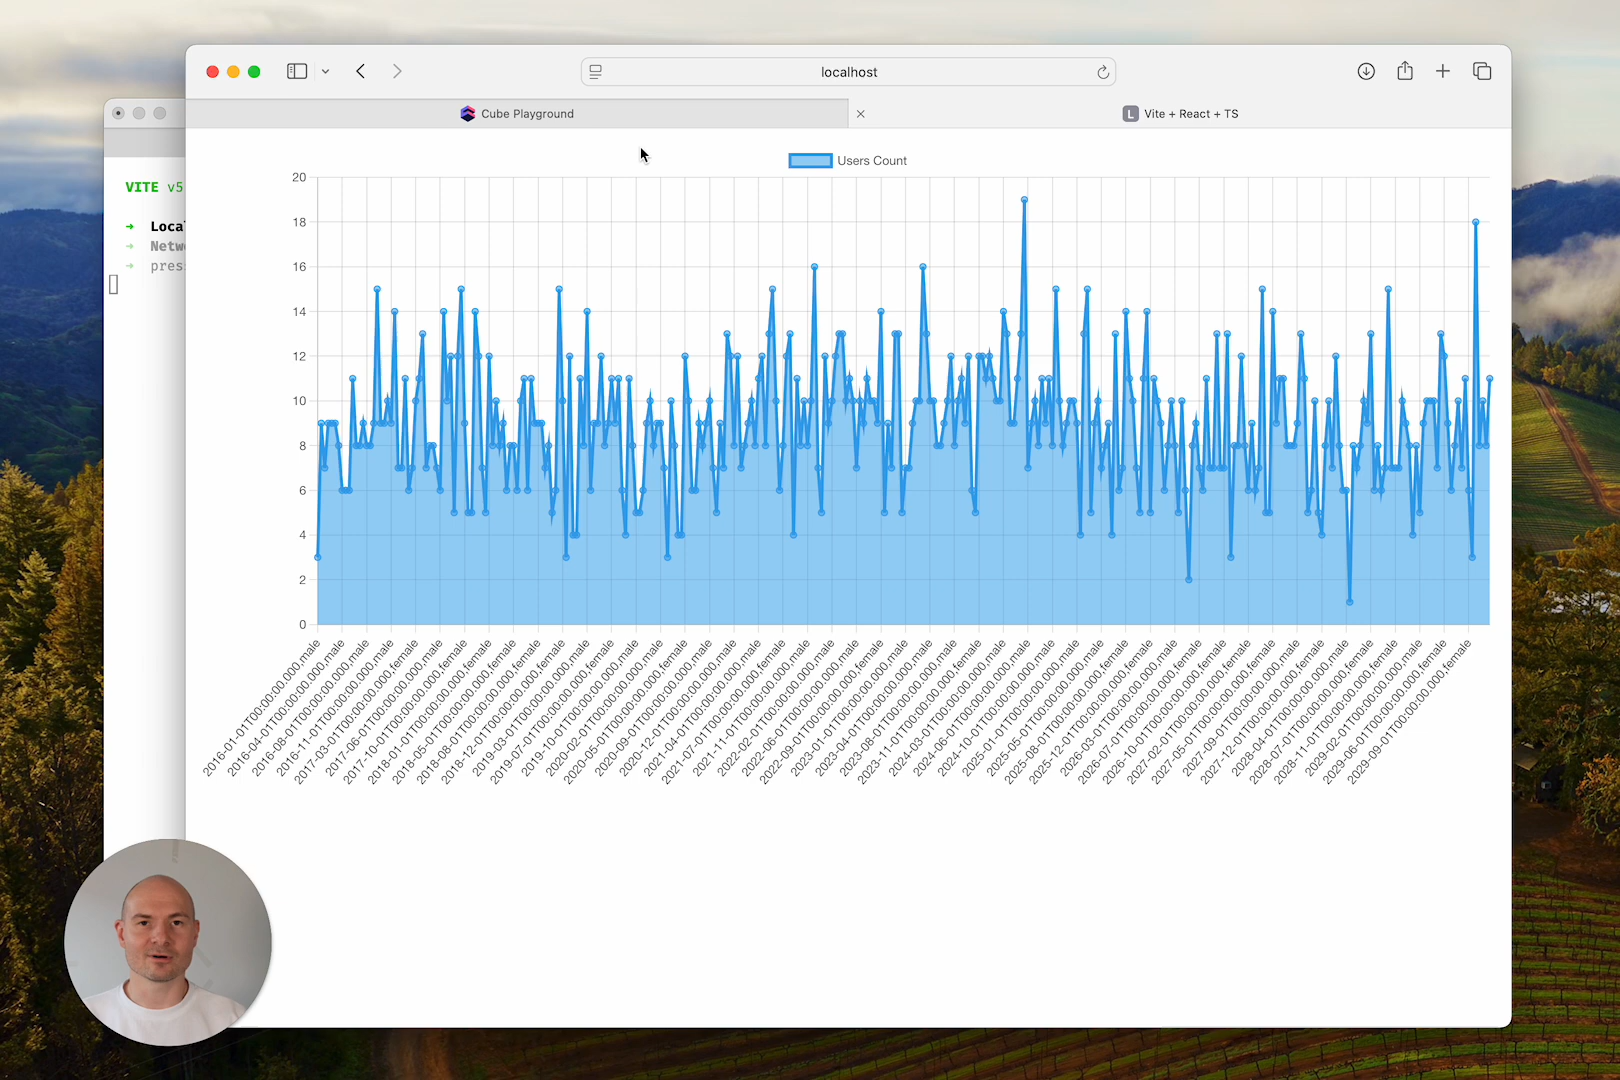 localhost
Cube Playground
L Vite + React + TS
VITE v5
➜ Local
➜ Netw
➜ press
Users Count
20
18
16
14
12
10
8
6
4
2
0
2016-01-01T00:00:00.000,male
2016-04-01T00:00:00.000,male
2016-08-01T00:00:00.000,male
2016-11-01T00:00:00.000,male
2017-03-01T00:00:00.000,female
2017-06-01T00:00:00.000,male
2017-10-01T00:00:00.000,female
2018-01-01T00:00:00.000,female
2018-05-01T00:00:00.000,female
2018-08-01T00:00:00.000,female
2018-12-01T00:00:00.000,female
2019-03-01T00:00:00.000,male
2019-07-01T00:00:00.000,female
2019-10-01T00:00:00.000,male
2020-02-01T00:00:00.000,male
2020-05-01T00:00:00.000,female
2020-09-01T00:00:00.000,male
2020-12-01T00:00:00.000,male
2021-04-01T00:00:00.000,male
2021-07-01T00:00:00.000,female
2021-11-01T00:00:00.000,male
2022-02-01T00:00:00.000,male
2022-06-01T00:00:00.000,male
2022-09-01T00:00:00.000,female
2023-01-01T00:00:00.000,male
2023-04-01T00:00:00.000,male
2023-08-01T00:00:00.000,male
2023-11-01T00:00:00.000,female
2024-03-01T00:00:00.000,male
2024-06-01T00:00:00.000,male
2024-10-01T00:00:00.000,male
2025-01-01T00:00:00.000,male
2025-05-01T00:00:00.000,male
2025-08-01T00:00:00.000,female
2025-12-01T00:00:00.000,female
2026-03-01T00:00:00.000,male
2026-07-01T00:00:00.000,female
2026-10-01T00:00:00.000,male
2027-02-01T00:00:00.000,male
2027-05-01T00:00:00.000,female
2027-09-01T00:00:00.000,male
2027-12-01T00:00:00.000,female
2028-04-01T00:00:00.000,male
2028-07-01T00:00:00.000,female
2028-11-01T00:00:00.000,female
2029-02-01T00:00:00.000,male
2029-06-01T00:00:00.000,female
2029-09-01T00:00:00.000,female